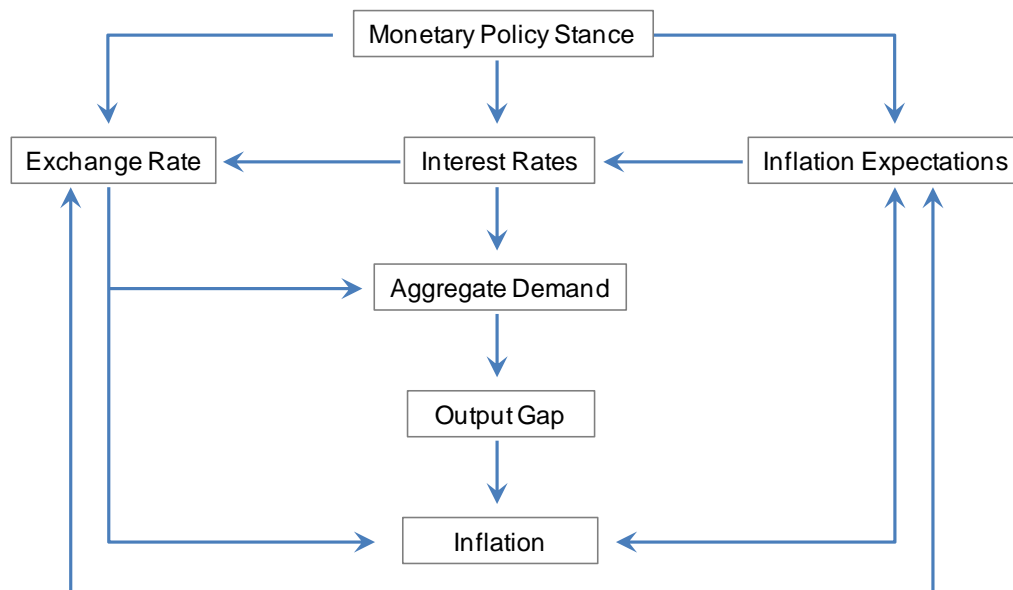 Monetary Policy Stance
Exchange Rate
Interest Rates
Inflation Expectations
Aggregate Demand
Output Gap
Inflation